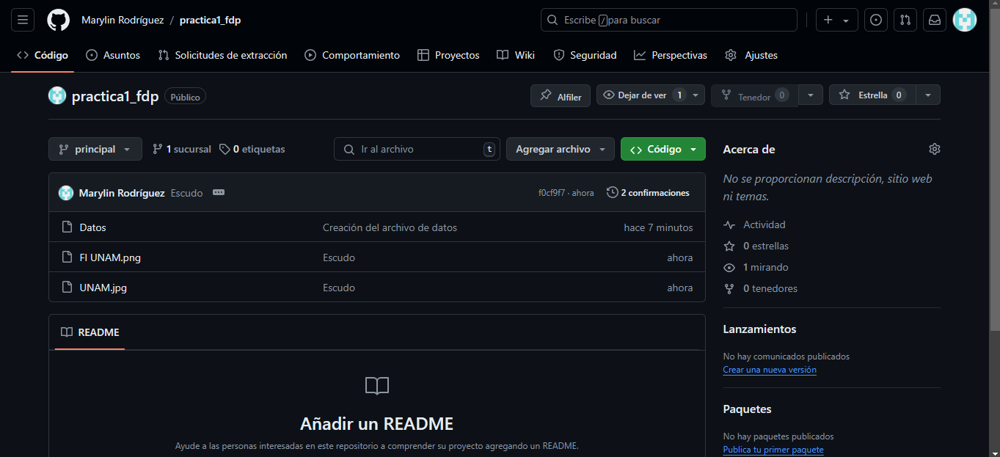 Marylin Rodríguez / practica1_fdp
Escribe / para buscar
Código Asuntos Solicitudes de extracción Comportamiento Proyectos Wiki Seguridad Perspectivas Ajustes
practica1_fdp Público
Alfiler Dejar de ver 1 Tenedor 0 Estrella 0
principal 1 sucursal 0 etiquetas
Ir al archivo t Agregar archivo Código
Marylin Rodríguez Escudo f0cf9f7 · ahora 2 confirmaciones
Datos Creación del archivo de datos hace 7 minutos
FI UNAM.png Escudo ahora
UNAM.jpg Escudo ahora
README
Añadir un README
Ayude a las personas interesadas en este repositorio a comprender su proyecto agregando un README.
Acerca de
No se proporcionan descripción, sitio web
ni temas.
Actividad
0 estrellas
1 mirando
0 tenedores
Lanzamientos
No hay comunicados publicados
Crear una nueva versión
Paquetes
No hay paquetes publicados
Publica tu primer paquete